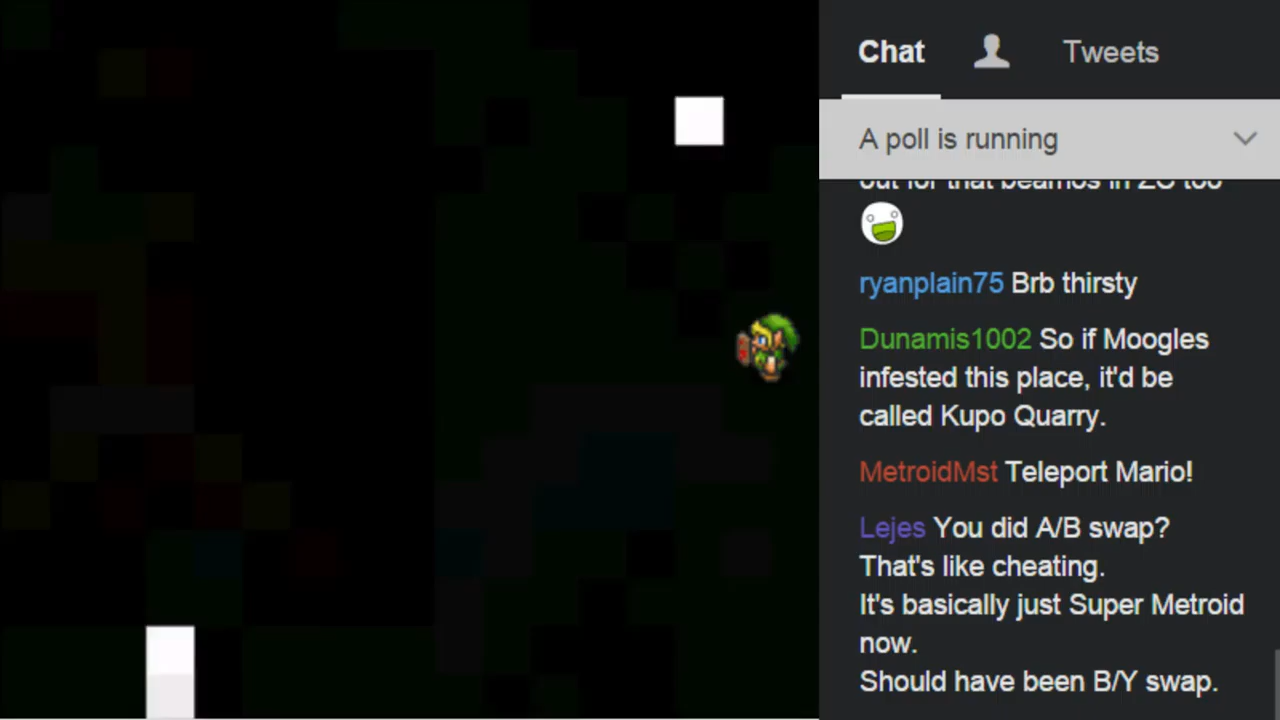 Chat
Tweets
A poll is running
out for that beamos in ZC too
ryanplain75 Brb thirsty
Dunamis1002 So if Moogles
infested this place, it'd be
called Kupo Quarry.
MetroidMst Teleport Mario!
Lejes You did A/B swap?
That's like cheating.
It's basically just Super Metroid
now.
Should have been B/Y swap.